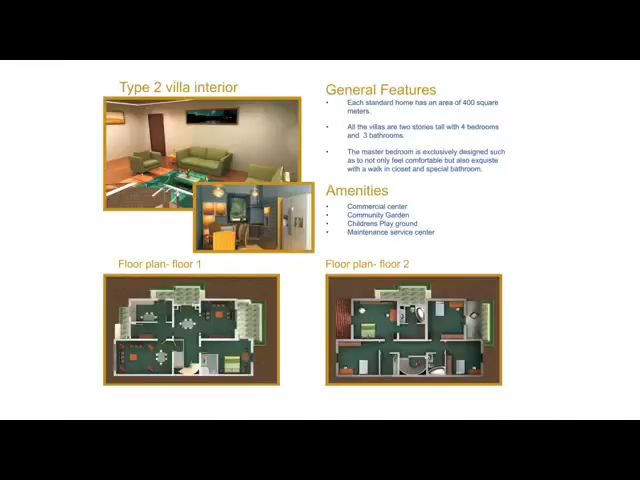 Type 2 villa interior
General Features
• Each standard home has an area of 400 square
meters.
• All the villas are two stories tall with 4 bedrooms
and 3 bathrooms.
• The master bedroom is exclusively designed such
as to not only feel comfortable but also exquiste
with a walk in closet and special bathroom.
Amenities
• Commercial center
• Community Garden
• Childrens Play ground
• Maintenance service center
Floor plan- floor 1
Floor plan- floor 2